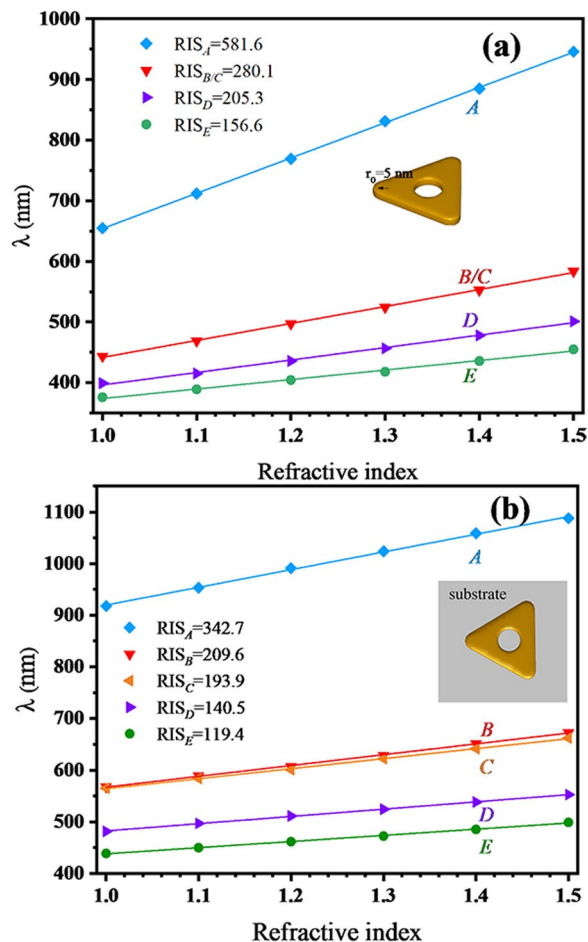 (a)
RIS_A=581.6
RIS_B/C=280.1
RIS_D=205.3
RIS_E=156.6
A
r_o=5 nm
B/C
D
E
λ (nm)
1000
900
800
700
600
500
400
1.0 1.1 1.2 1.3 1.4 1.5
Refractive index
(b)
A
substrate
RIS_A=342.7
RIS_B=209.6
RIS_C=193.9
RIS_D=140.5
RIS_E=119.4
B
C
D
E
λ (nm)
1100
1000
900
800
700
600
500
400
1.0 1.1 1.2 1.3 1.4 1.5
Refractive index